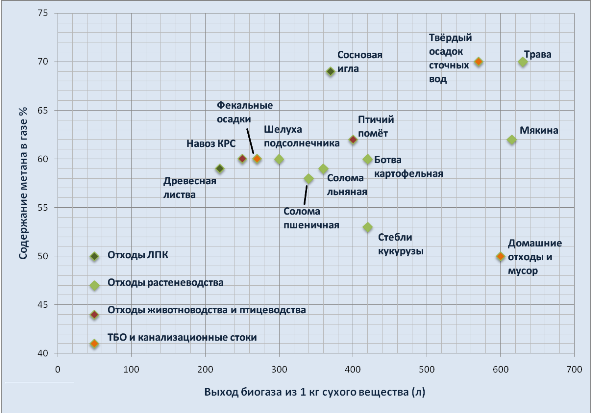 75
70
65
60
55
50
45
40
Содержание метана в газе %
Твёрдый
осадок
сточных
вод
Трава
Сосновая
игла
Фекальные
осадки
Шелуха
подсолнечника
Птичий
помёт
Мякина
Навоз КРС
Ботва
картофельная
Древесная
листва
Солома
льняная
Солома
пшеничная
Стебли
кукурузы
Домашние
отходы и
мусор
Отходы ЛПК
Отходы растеневодства
Отходы животноводства и птицеводства
ТБО и канализационные стоки
0 100 200 300 400 500 600 700
Выход биогаза из 1 кг сухого вещества (л)